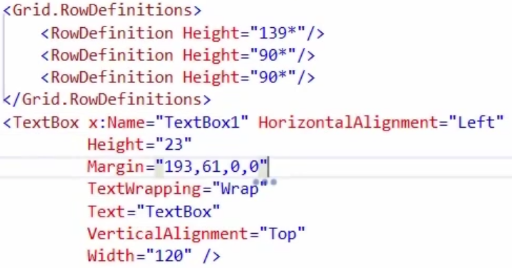 <Grid.RowDefinitions>
<RowDefinition Height="139*"/>
<RowDefinition Height="90*"/>
<RowDefinition Height="90*"/>
</Grid.RowDefinitions>
<TextBox x:Name="TextBox1" HorizontalAlignment="Left"
Height="23"
Margin="193,61,0,0"
TextWrapping="Wrap"
Text="TextBox"
VerticalAlignment="Top"
Width="120" />